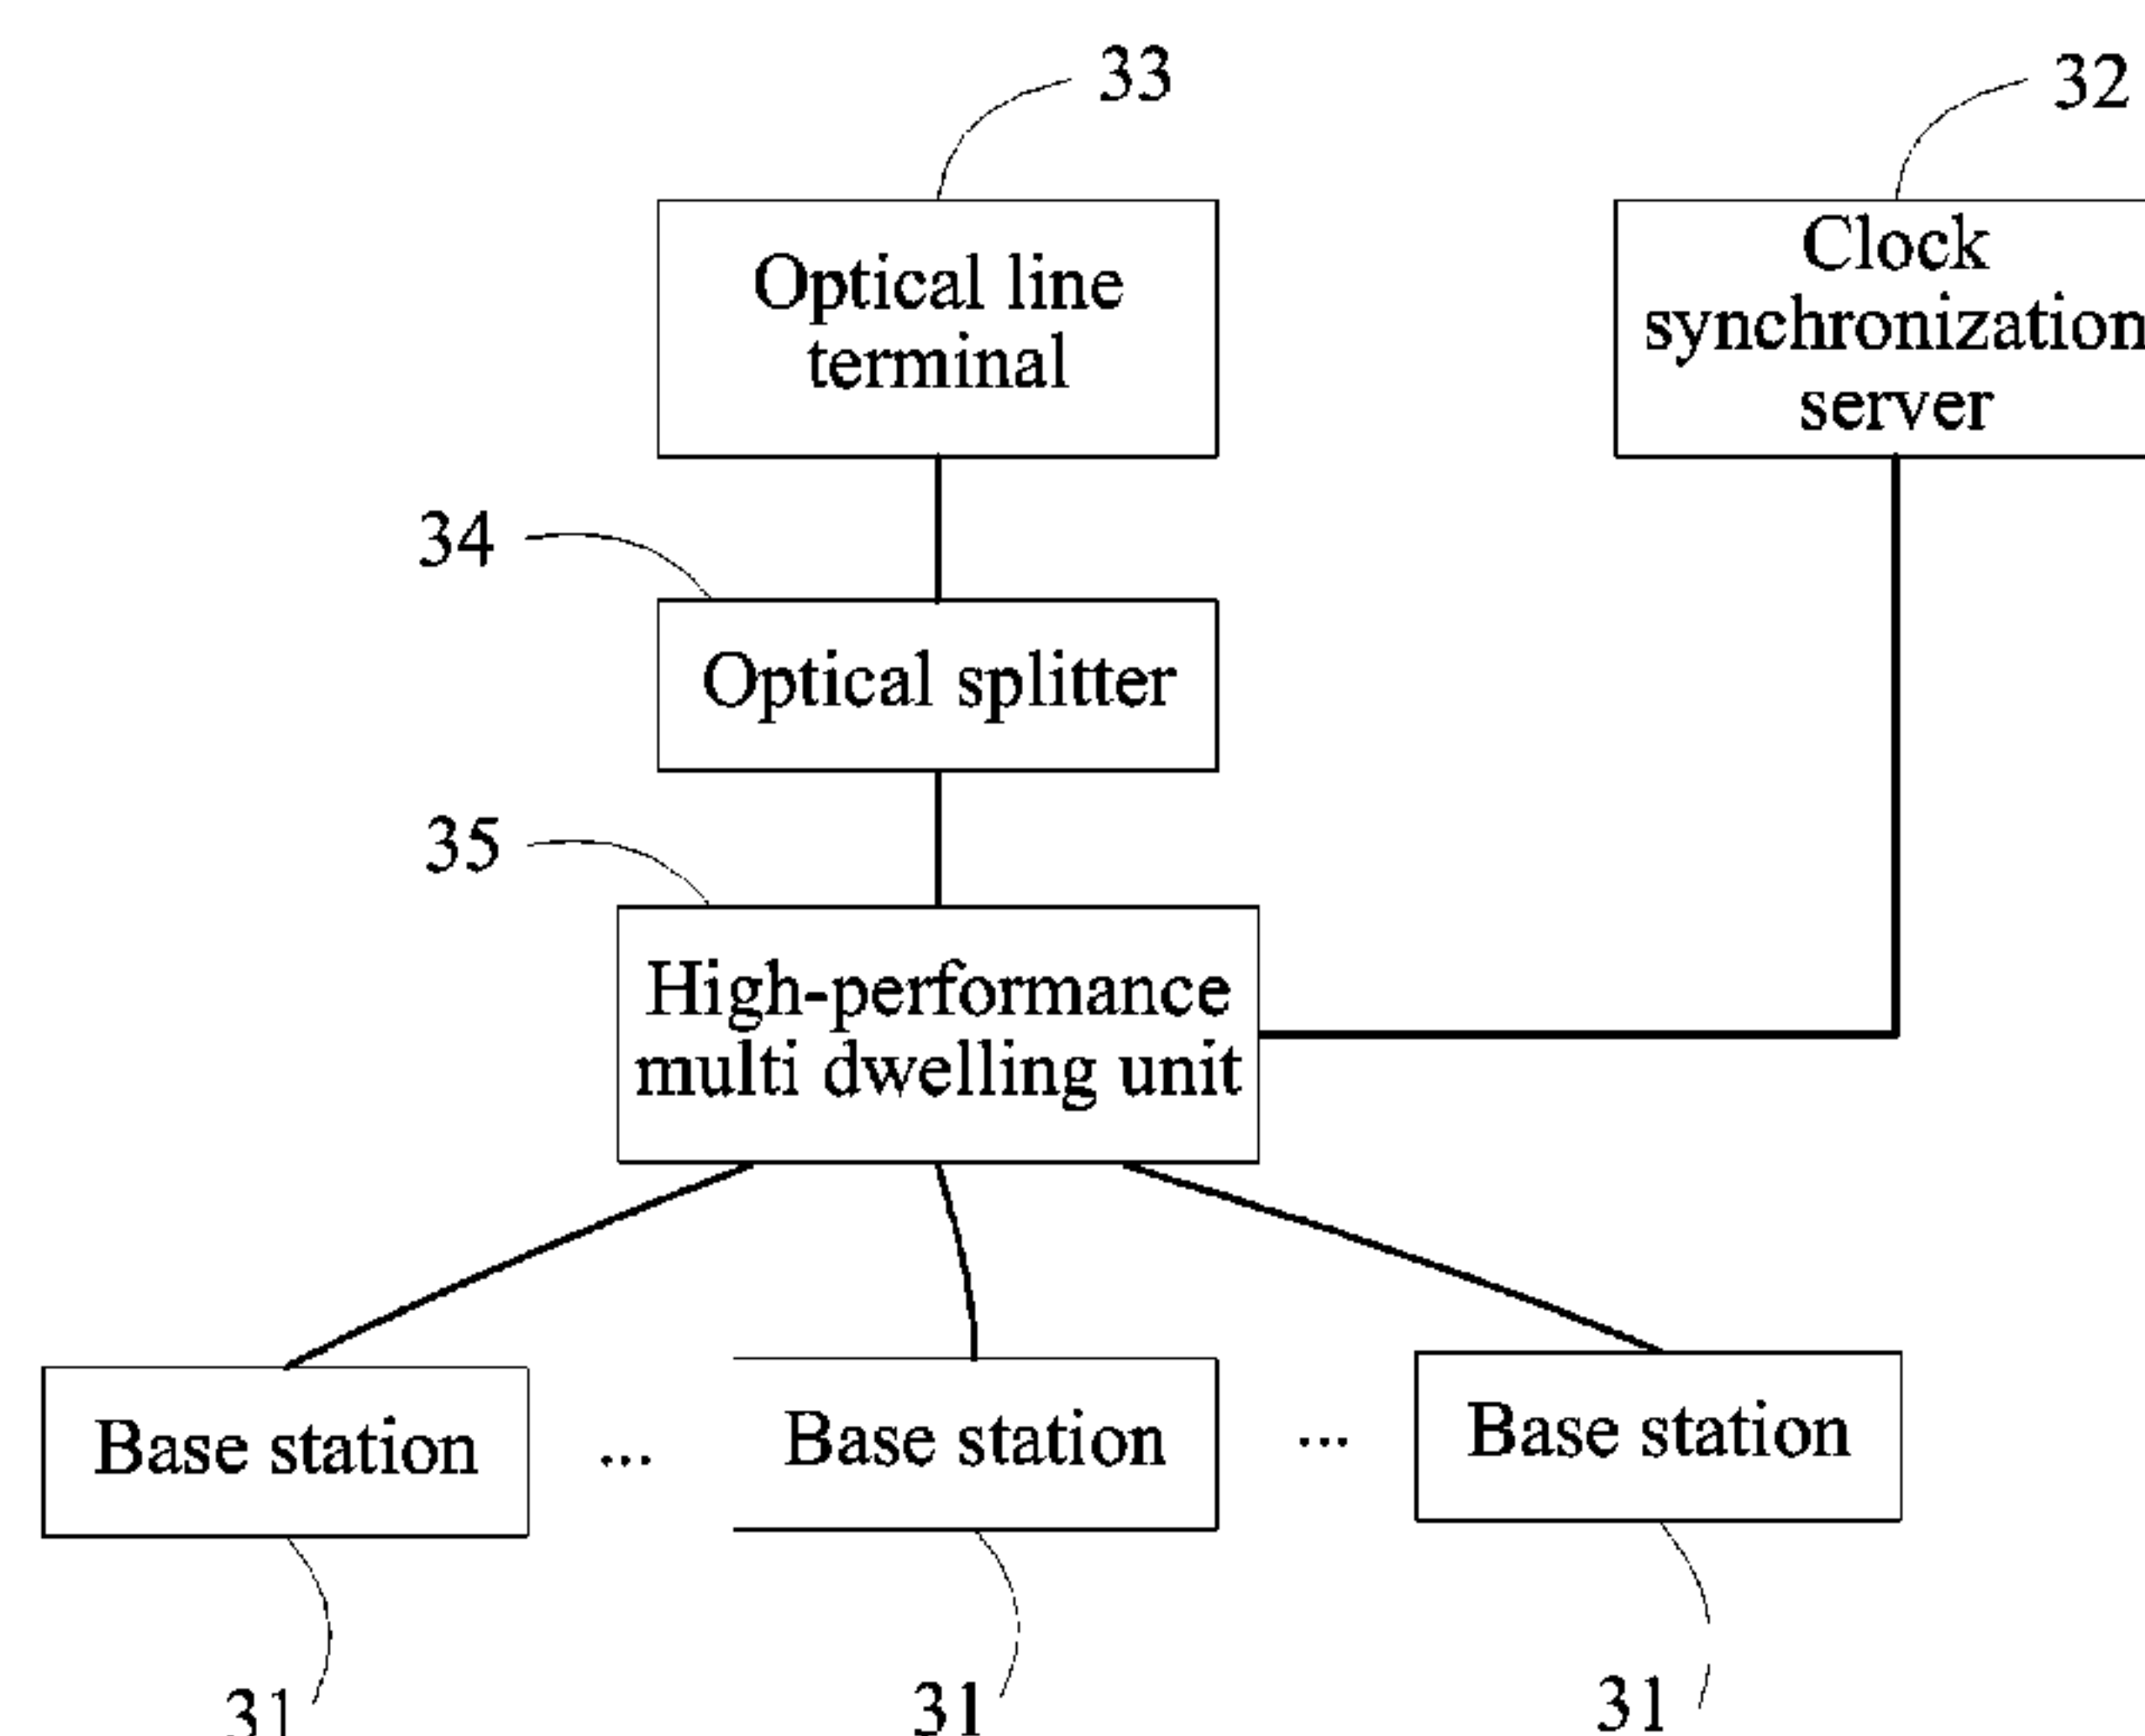 33
32
Optical line
terminal
Clock
synchronization
server
34
Optical splitter
35
High-performance
multi dwelling unit
Base station
...
Base station
...
Base station
31
31
31